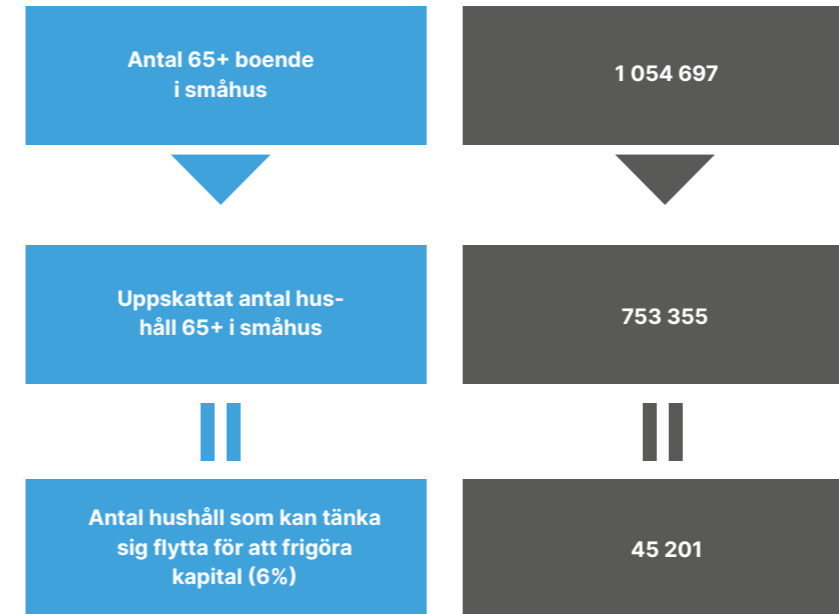 Antal 65+ boende
i småhus
1 054 697
Uppskattat antal hus-
håll 65+ i småhus
753 355
Antal hushåll som kan tänka
sig flytta för att frigöra
kapital (6%)
45 201